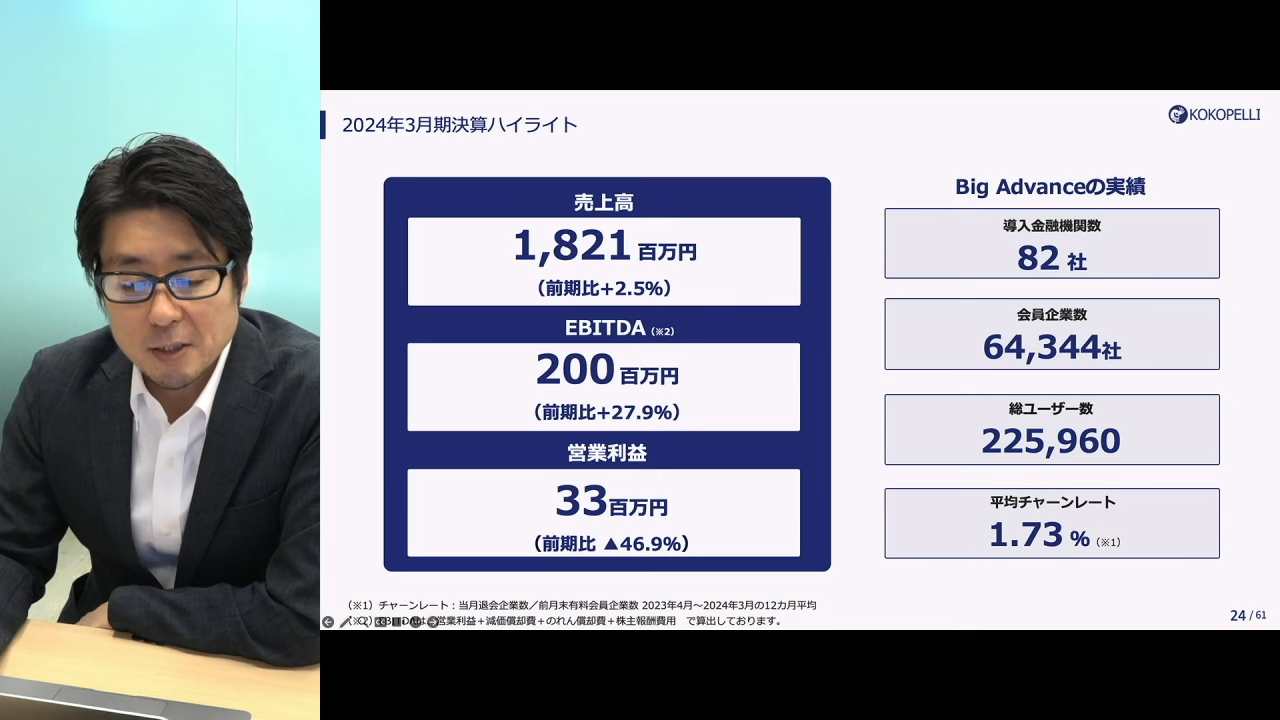 2024年3月期決算ハイライト
KOKOPELLI
売上高
1,821 百万円
（前期比+2.5%）
EBITDA（※2）
200 百万円
（前期比+27.9%）
営業利益
33百万円
（前期比 ▲46.9%）
Big Advanceの実績
導入金融機関数
82 社
会員企業数
64,344社
総ユーザー数
225,960
平均チャーンレート
1.73 %（※1）
（※1）チャーンレート：当月退会企業数／前月末有料会員企業数 2023年4月～2024年3月の12カ月平均
営業利益＋減価償却費＋のれん償却費＋株主報酬費用　で算出しております。
24 / 61